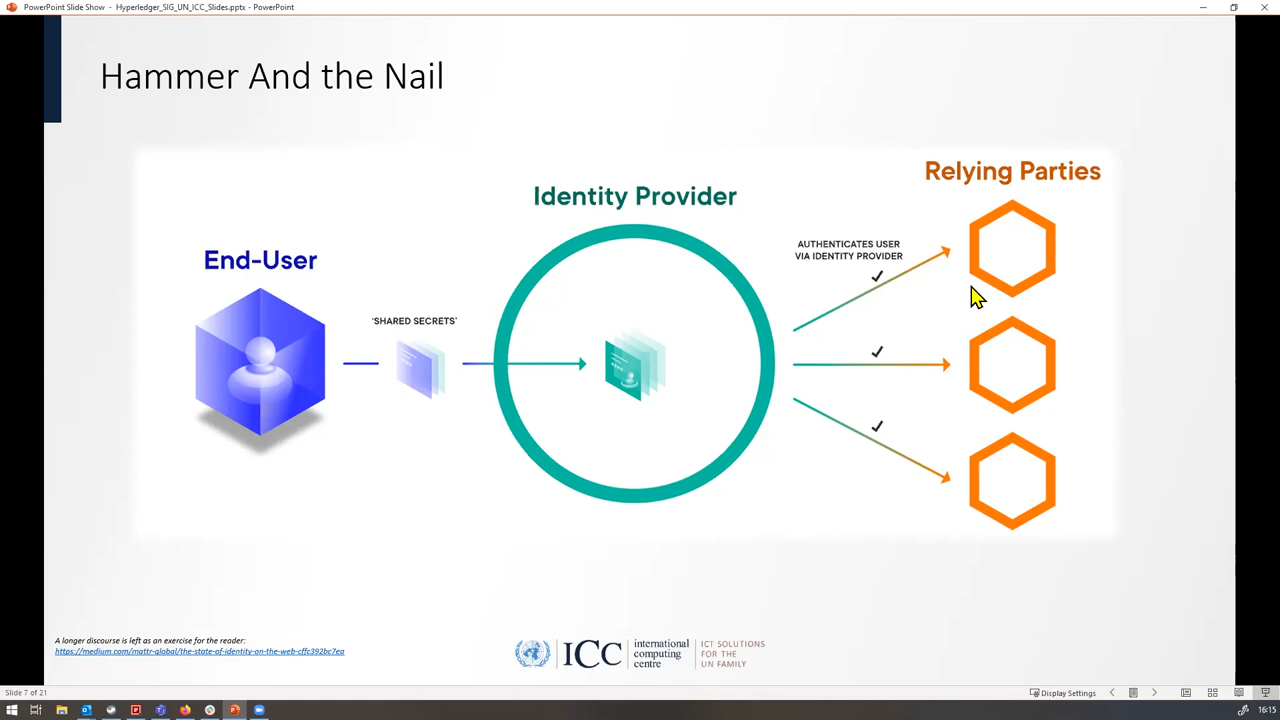 PowerPoint Slide Show - Hyperledger_SIG_UN_ICC_Slides.pptx - PowerPoint
Hammer And the Nail
Relying Parties
Identity Provider
End-User
AUTHENTICATES USER
VIA IDENTITY PROVIDER
'SHARED SECRETS'
A longer discourse is left as an exercise for the reader:
https://medium.com/mattr-global/the-state-of-identity-on-the-web-cffc392bc7ea
ICC
international
computing
centre
ICT SOLUTIONS
FOR THE
UN FAMILY
Slide 7 of 21
Display Settings
16:15